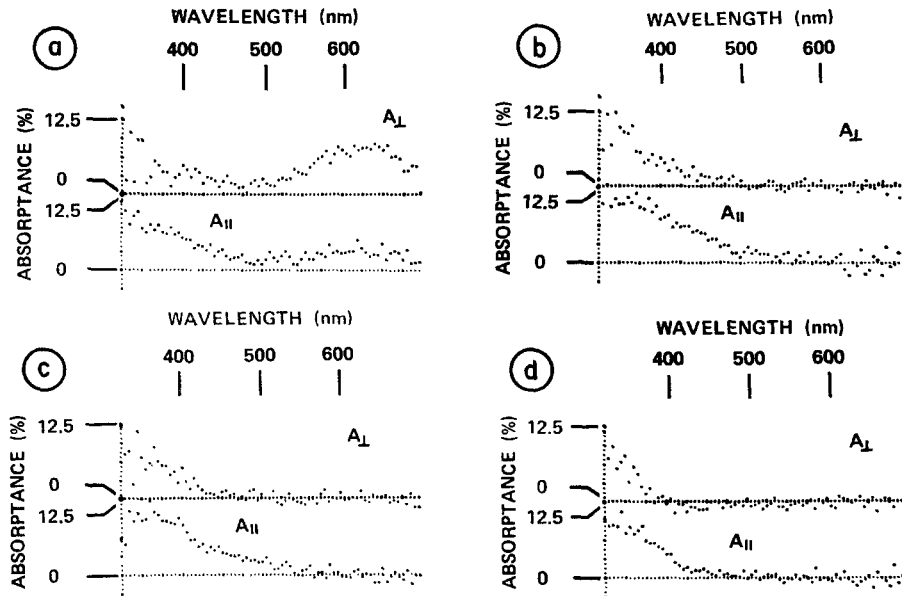 a
WAVELENGTH (nm)
400 500 600
ABSORPTANCE (%)
12.5
0
A⊥
12.5
0
A||
b
WAVELENGTH (nm)
400 500 600
ABSORPTANCE (%)
12.5
0
A⊥
12.5
0
A||
c
WAVELENGTH (nm)
400 500 600
ABSORPTANCE (%)
12.5
0
A⊥
12.5
0
A||
d
WAVELENGTH (nm)
400 500 600
ABSORPTANCE (%)
12.5
0
A⊥
12.5
0
A||